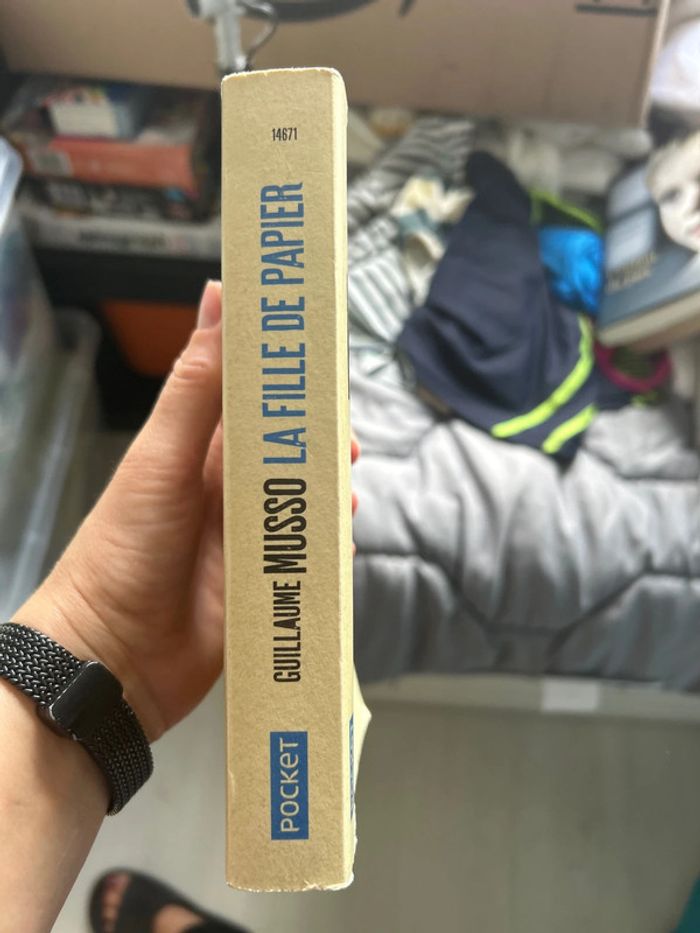 14671
GUILLAUME MUSSO LA FILLE DE PAPIER
POCKET